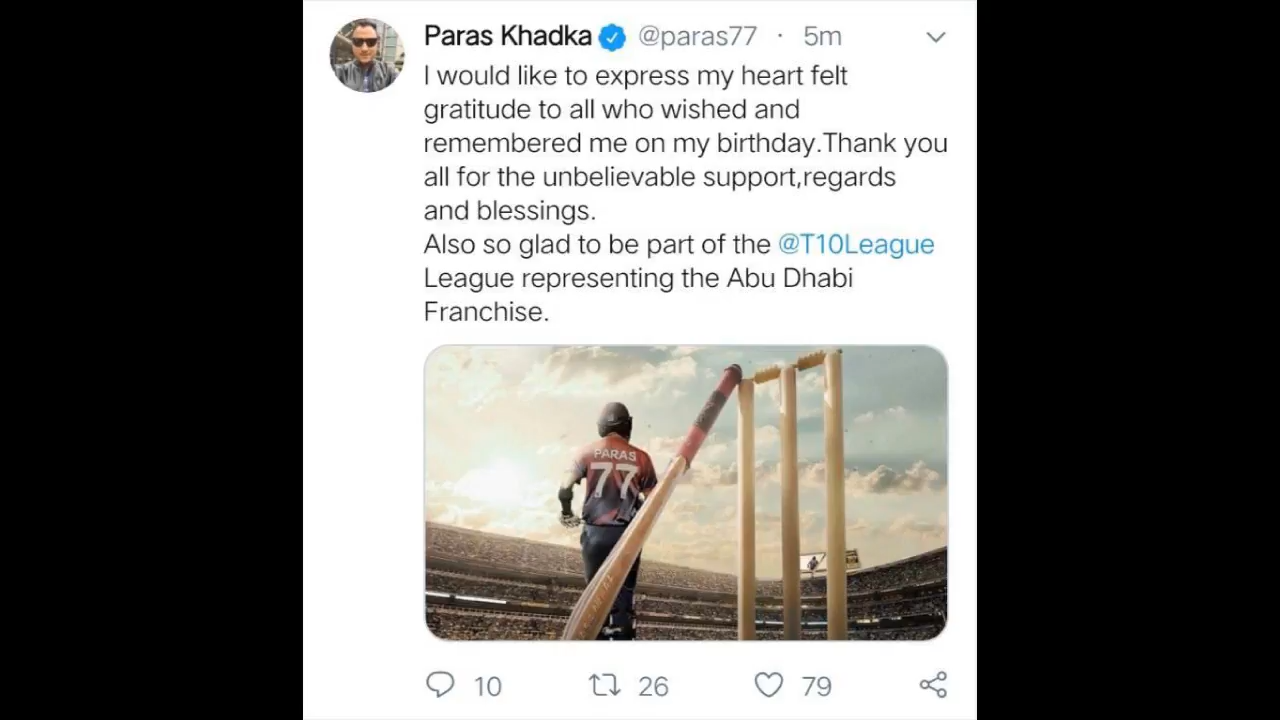 Paras Khadka @paras77 · 5m
I would like to express my heart felt
gratitude to all who wished and
remembered me on my birthday.Thank you
all for the unbelievable support,regards
and blessings.
Also so glad to be part of the @T10League
League representing the Abu Dhabi
Franchise.
PARAS
77
10 26 79